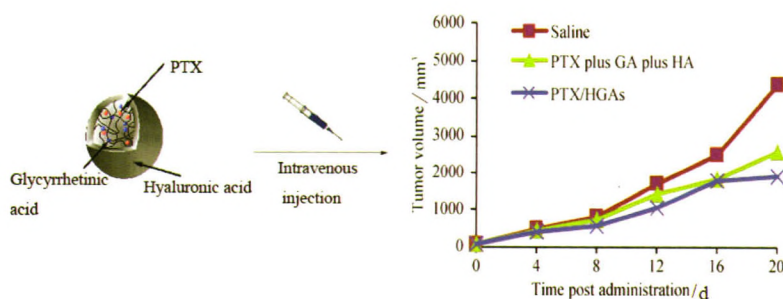 PTX
Glycyrrhetinic
acid
Hyaluronic acid
Intravenous
injection
Tumor volume / mm³
6000
5000
4000
3000
2000
1000
0
Saline
PTX plus GA plus HA
PTX/HGAs
0 4 8 12 16 20
Time post administration/d